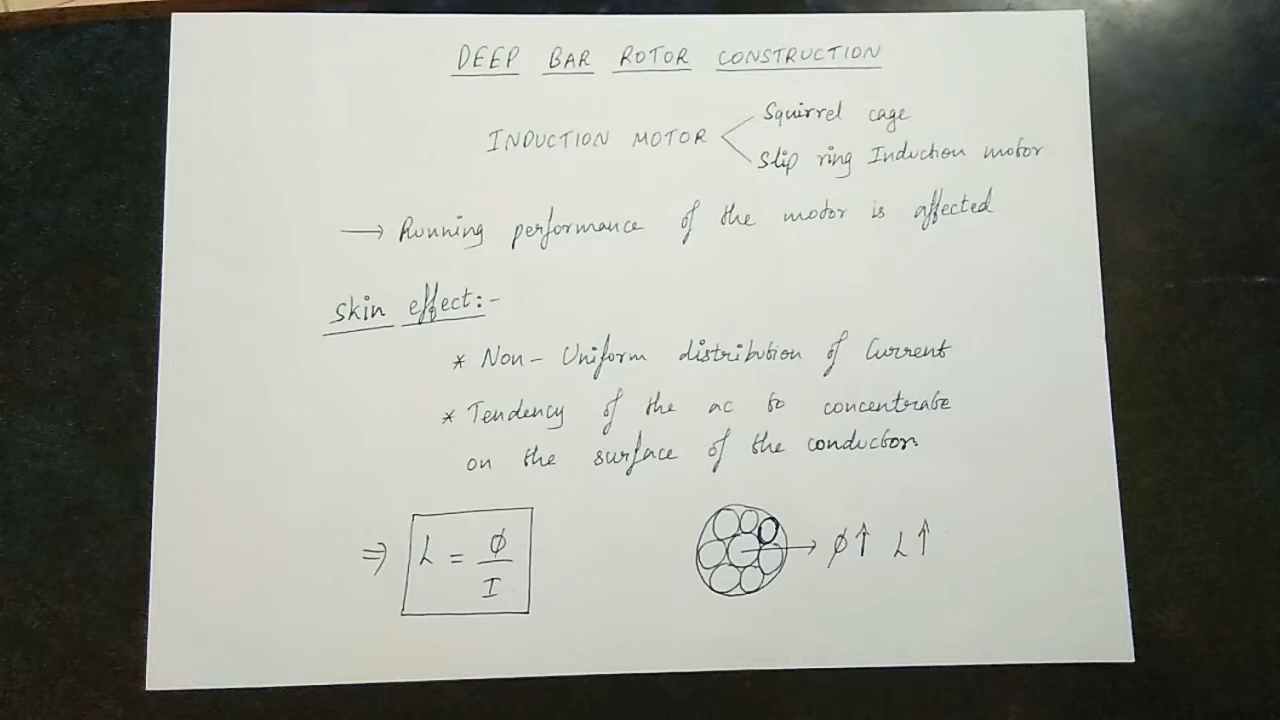 DEEP BAR ROTOR CONSTRUCTION
Squirrel cage
INDUCTION MOTOR
Slip ring Induction motor
→ Running performance of the motor is affected
Skin effect:-
* Non-Uniform distribution of Current
* Tendency of the ac to concentrate
on the surface of the conductor.
⇒ L = φ / I
φ↑ L↑